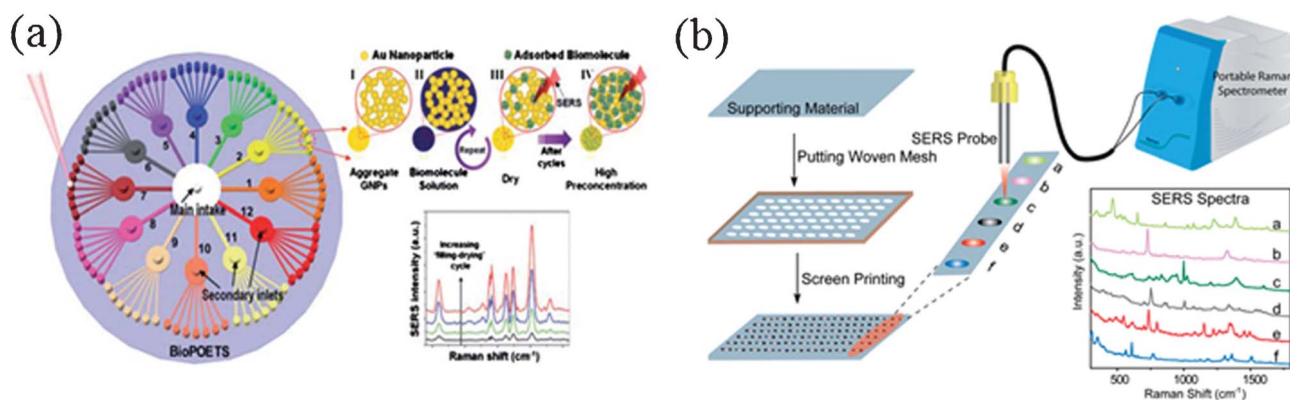 (a)
Au Nanoparticle
Adsorbed Biomolecule
I
II
III
IV
SERS
Repeat
After
cycles
Aggregate
GNPs
Biomolecule
Solution
Dry
High
Preconcentration
4
3
5
2
6
1
7
Main intake
12
8
9
10
11
Secondary inlets
BioPOETS
SERS intensity (a.u.)
Increasing
"filling-drying"
cycle
Raman shift (cm-1)
(b)
Supporting Material
Putting Woven Mesh
Screen Printing
SERS Probe
Portable Raman
Spectrometer
a
b
c
d
e
f
SERS Spectra
Intensity (a.u.)
a
b
c
d
e
f
500
1000
1500
Raman Shift (cm-1)